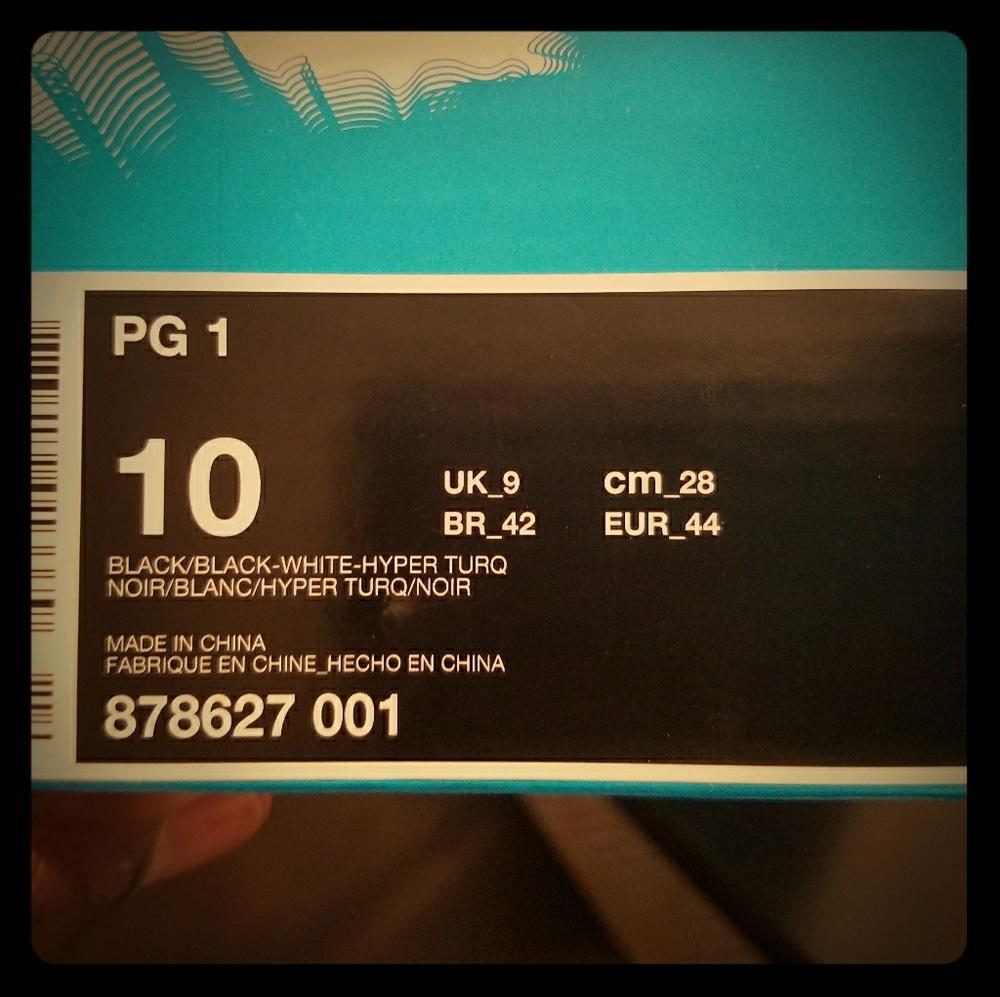 PG 1
10
UK_9 cm_28
BR_42 EUR_44
BLACK/BLACK-WHITE-HYPER TURQ
NOIR/BLANC/HYPER TURQ/NOIR
MADE IN CHINA
FABRIQUE EN CHINE_HECHO EN CHINA
878627 001